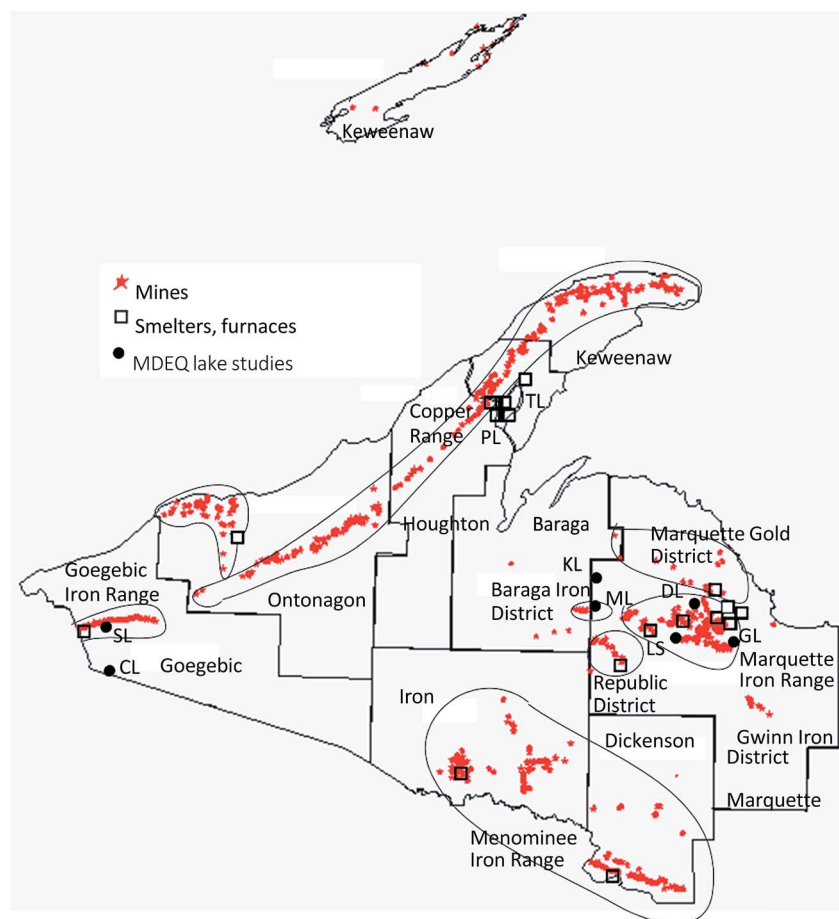 Keweenaw
Mines
Smelters, furnaces
MDEQ lake studies
Keweenaw
TL
Copper
Range
PL
Houghton
Baraga
Marquette Gold
District
KL
Goegebic
Iron Range
Ontonagon
Baraga Iron
District
ML
DL
SL
LS
GL
CL
Goegebic
Marquette
Iron Range
Republic
District
Iron
Gwinn Iron
District
Dickenson
Marquette
Menominee
Iron Range